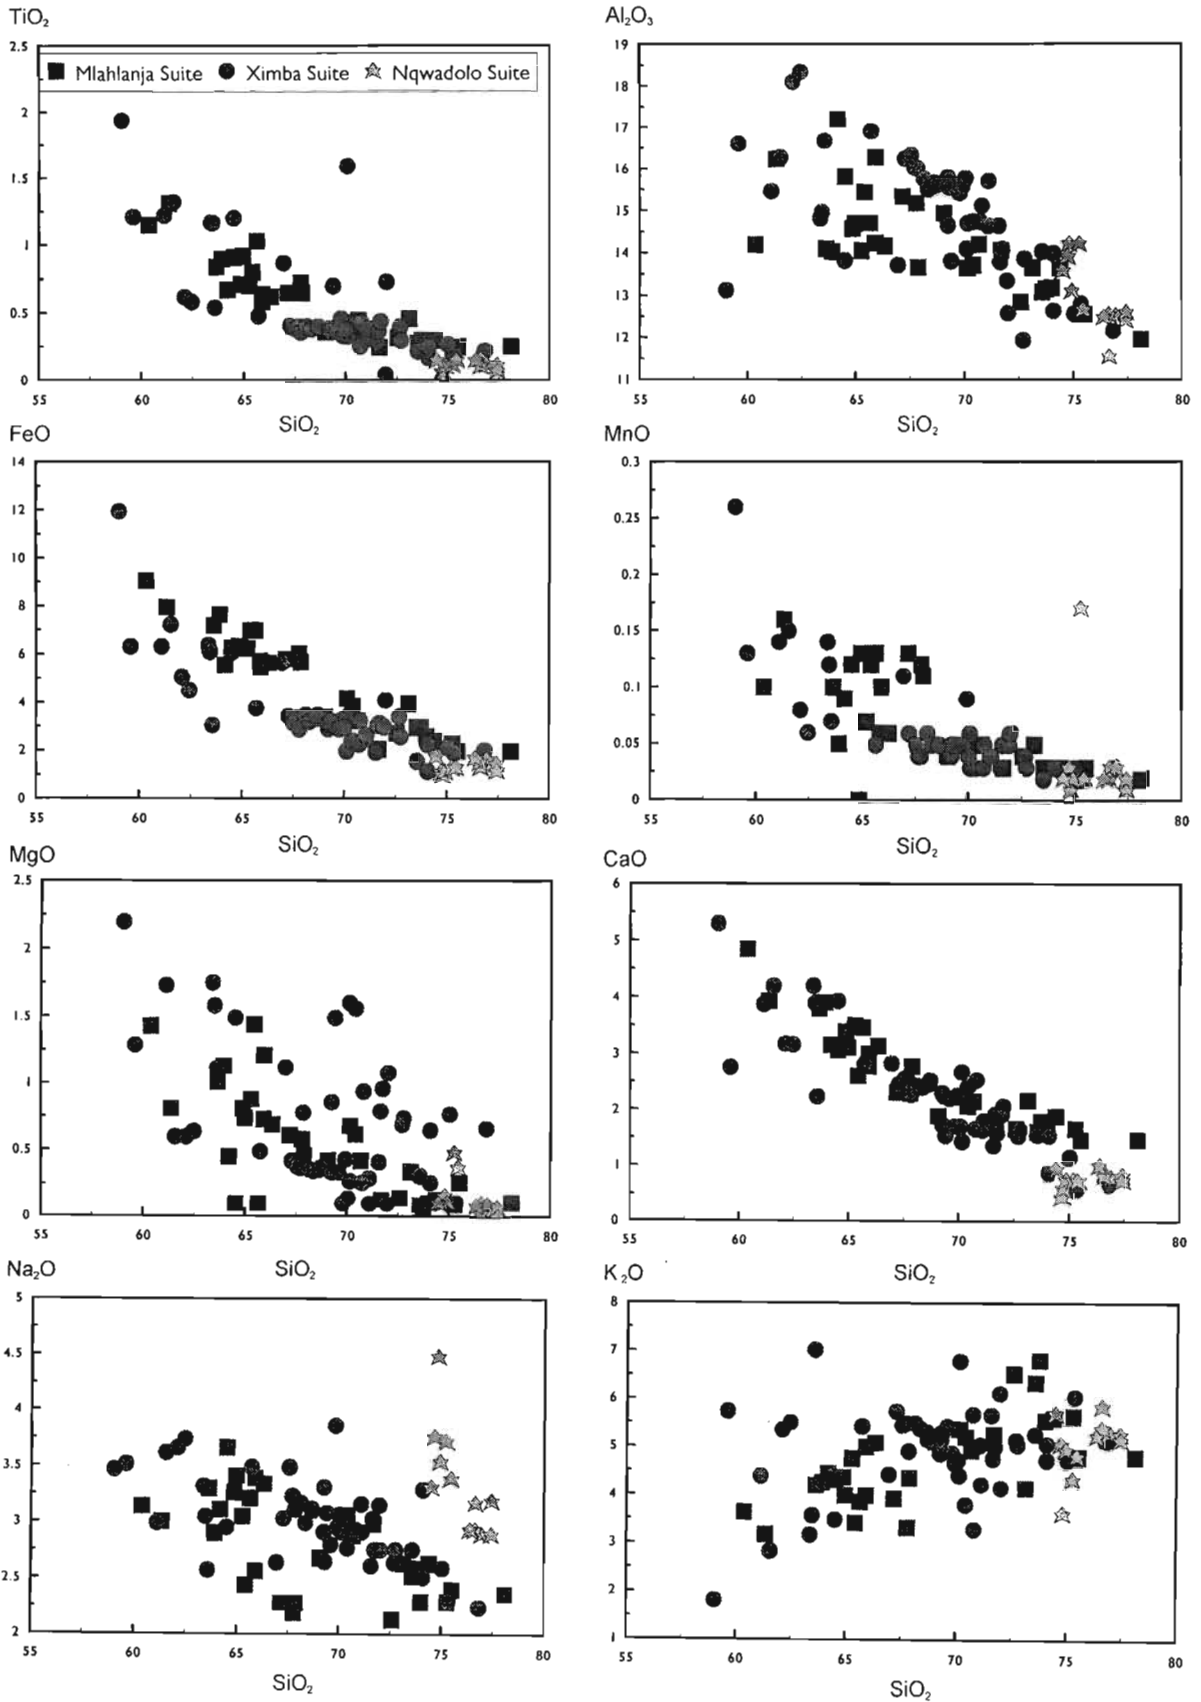 TiO2 Al2O3
2.5 19
Mlahlanja Suite Ximba Suite Nqwadolo Suite
18
2 17
1.5 16
15
1 14
0.5 13
12
0 11
55 60 65 70 75 80 55 60 65 70 75 80
SiO2 SiO2
FeO MnO
14 0.3
12 0.25
10 0.2
8
6 0.15
4 0.1
2 0.05
0 0
55 60 65 70 75 80 55 60 65 70 75 80
SiO2 SiO2
MgO CaO
2.5 6
2 5
1.5 4
3
1 2
0.5 1
0 0
55 60 65 70 75 80 55 60 65 70 75 80
Na2O SiO2 K2O SiO2
5 8
4.5 7
4 6
3.5 5
4
3 3
2.5 2
2 1
55 60 65 70 75 80 55 60 65 70 75 80
SiO2 SiO2